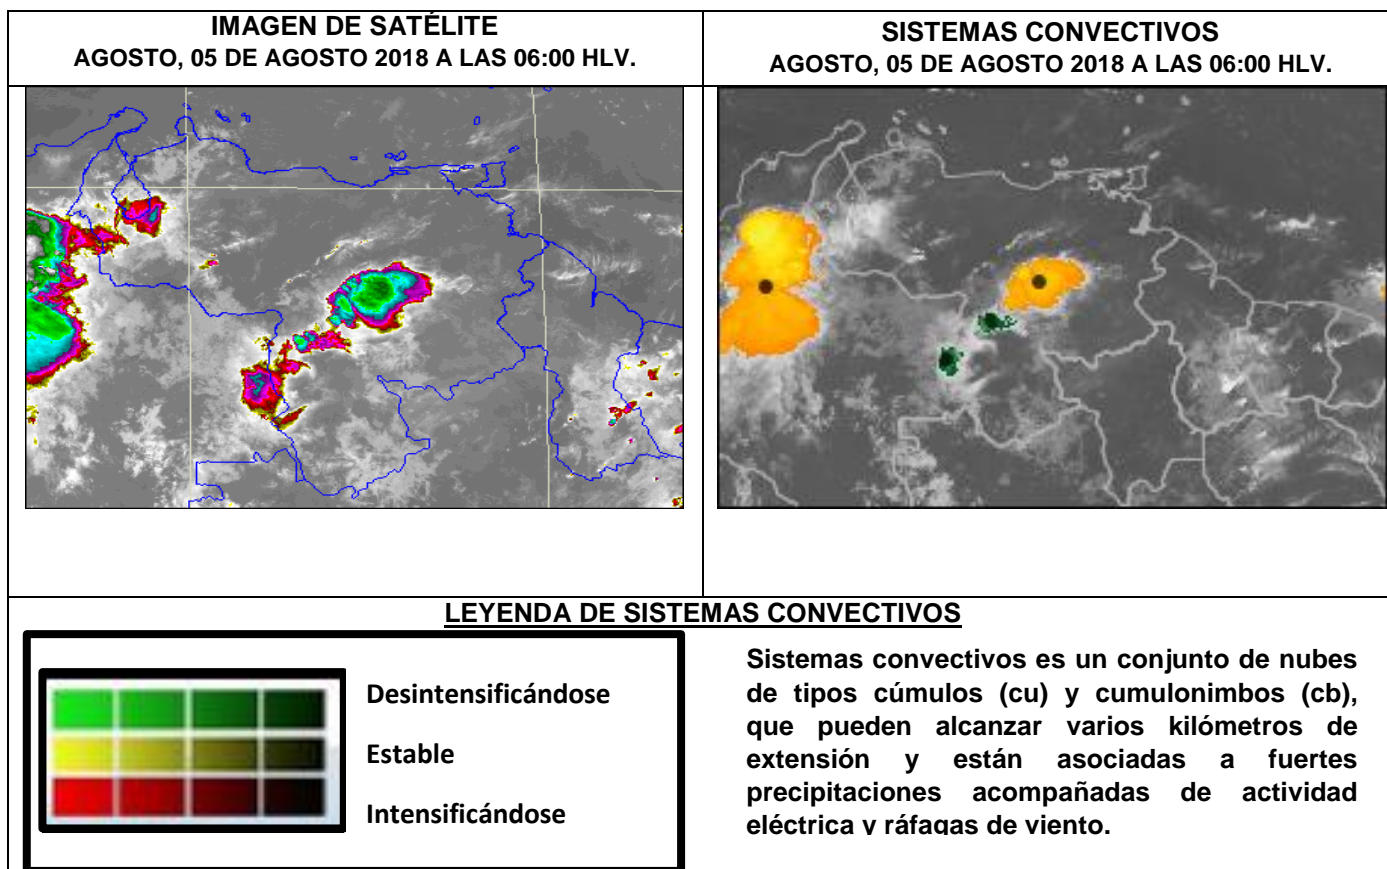 IMAGEN DE SATÉLITE
AGOSTO, 05 DE AGOSTO 2018 A LAS 06:00 HLV.
SISTEMAS CONVECTIVOS
AGOSTO, 05 DE AGOSTO 2018 A LAS 06:00 HLV.
LEYENDA DE SISTEMAS CONVECTIVOS
Desintensificándose
Estable
Intensificándose
Sistemas convectivos es un conjunto de nubes
de tipos cúmulos (cu) y cumulonimbos (cb),
que pueden alcanzar varios kilómetros de
extensión y están asociadas a fuertes
precipitaciones acompañadas de actividad
eléctrica y ráfagas de viento.